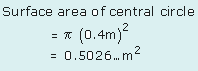 Surface area of central circle
= π (0.4m)²
= 0.5026… m²